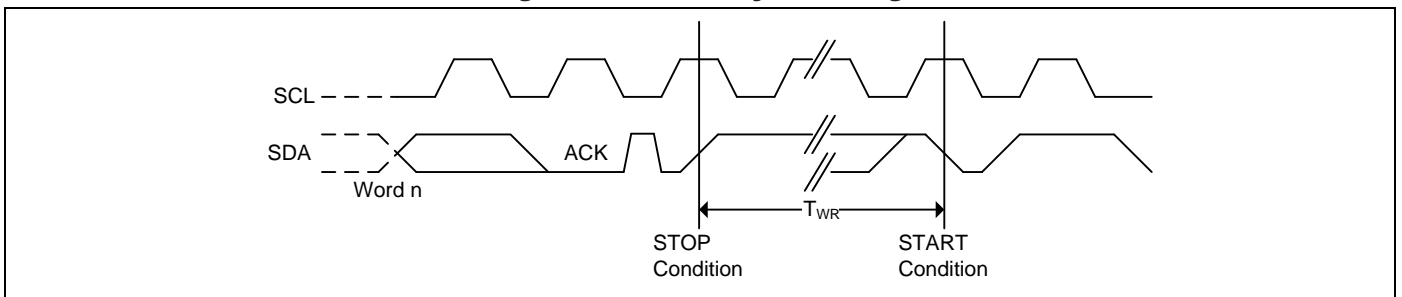 SCL
SDA
ACK
Word n
TWR
STOP
Condition
START
Condition